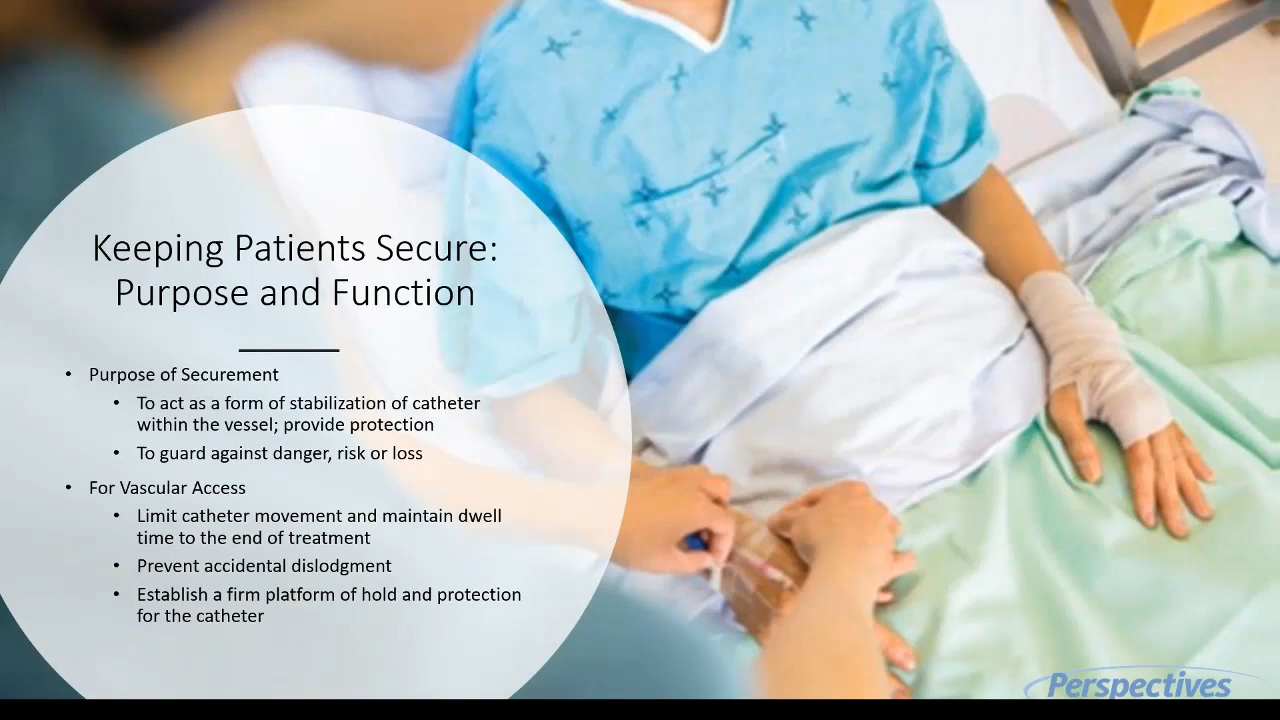 Keeping Patients Secure:
Purpose and Function
• Purpose of Securement
• To act as a form of stabilization of catheter
within the vessel; provide protection
• To guard against danger, risk or loss
• For Vascular Access
• Limit catheter movement and maintain dwell
time to the end of treatment
• Prevent accidental dislodgment
• Establish a firm platform of hold and protection
for the catheter
Perspectives